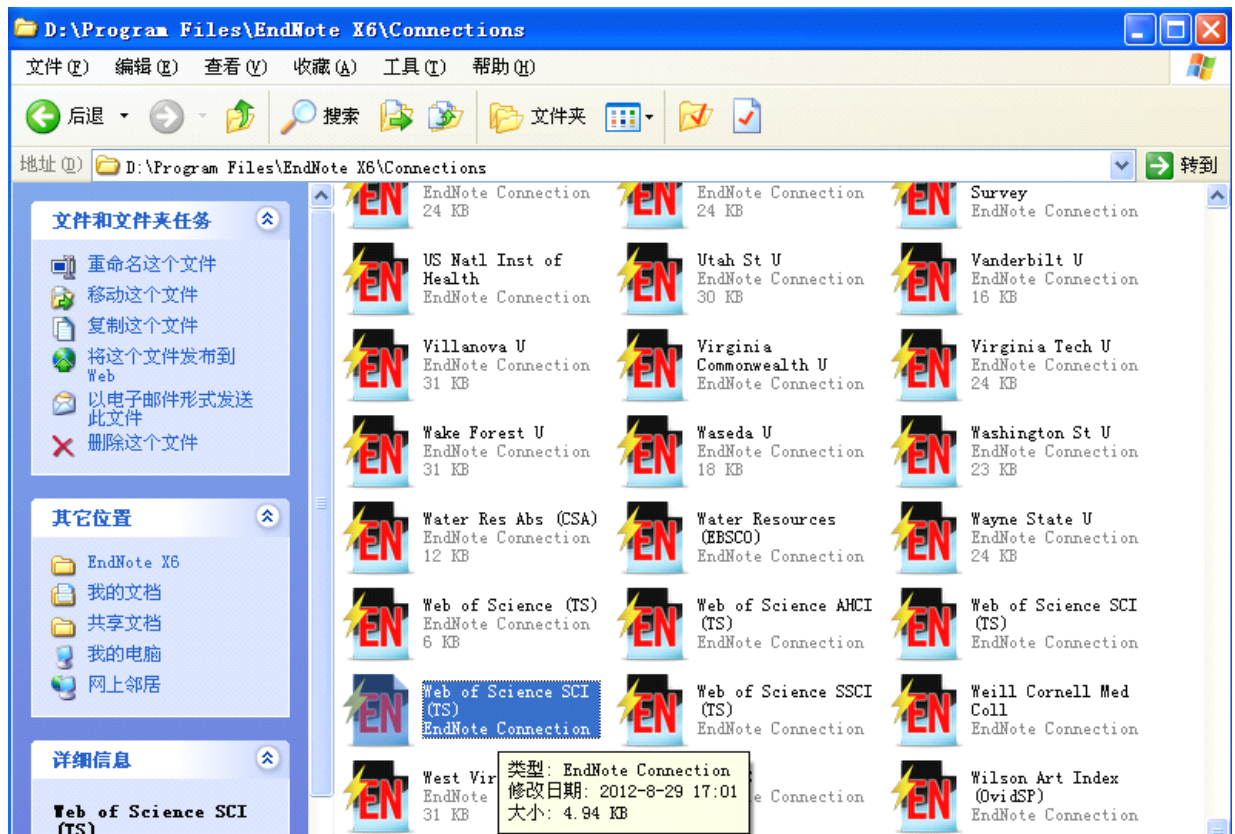 D:\Program Files\EndNote X6\Connections
文件(F) 编辑(E) 查看(V) 收藏(A) 工具(T) 帮助(H)
后退 搜索 文件夹
地址(D) D:\Program Files\EndNote X6\Connections 转到
文件和文件夹任务
重命名这个文件
移动这个文件
复制这个文件
将这个文件发布到
Web
以电子邮件形式发送
此文件
删除这个文件
其它位置
EndNote X6
我的文档
共享文档
我的电脑
网上邻居
详细信息
Web of Science SCI
(TS)
EndNote Connection
24 KB
EndNote Connection
24 KB
Survey
EndNote Connection
US Natl Inst of
Health
EndNote Connection
Utah St U
EndNote Connection
30 KB
Vanderbilt U
EndNote Connection
16 KB
Villanova U
EndNote Connection
31 KB
Virginia
Commonwealth U
EndNote Connection
Virginia Tech U
EndNote Connection
24 KB
Wake Forest U
EndNote Connection
31 KB
Waseda U
EndNote Connection
18 KB
Washington St U
EndNote Connection
23 KB
Water Res Abs (CSA)
EndNote Connection
12 KB
Water Resources
(EBSCO)
EndNote Connection
Wayne State U
EndNote Connection
24 KB
Web of Science (TS)
EndNote Connection
6 KB
Web of Science AHCI
(TS)
EndNote Connection
Web of Science SCI
(TS)
EndNote Connection
Web of Science SCI
(TS)
EndNote Connection
Web of Science SSCI
(TS)
EndNote Connection
Weill Cornell Med
Coll
EndNote Connection
West Vir
EndNote
31 KB
类型: EndNote Connection
修改日期: 2012-8-29 17:01
大小: 4.94 KB
Connection
Wilson Art Index
(OvidSP)
EndNote Connection